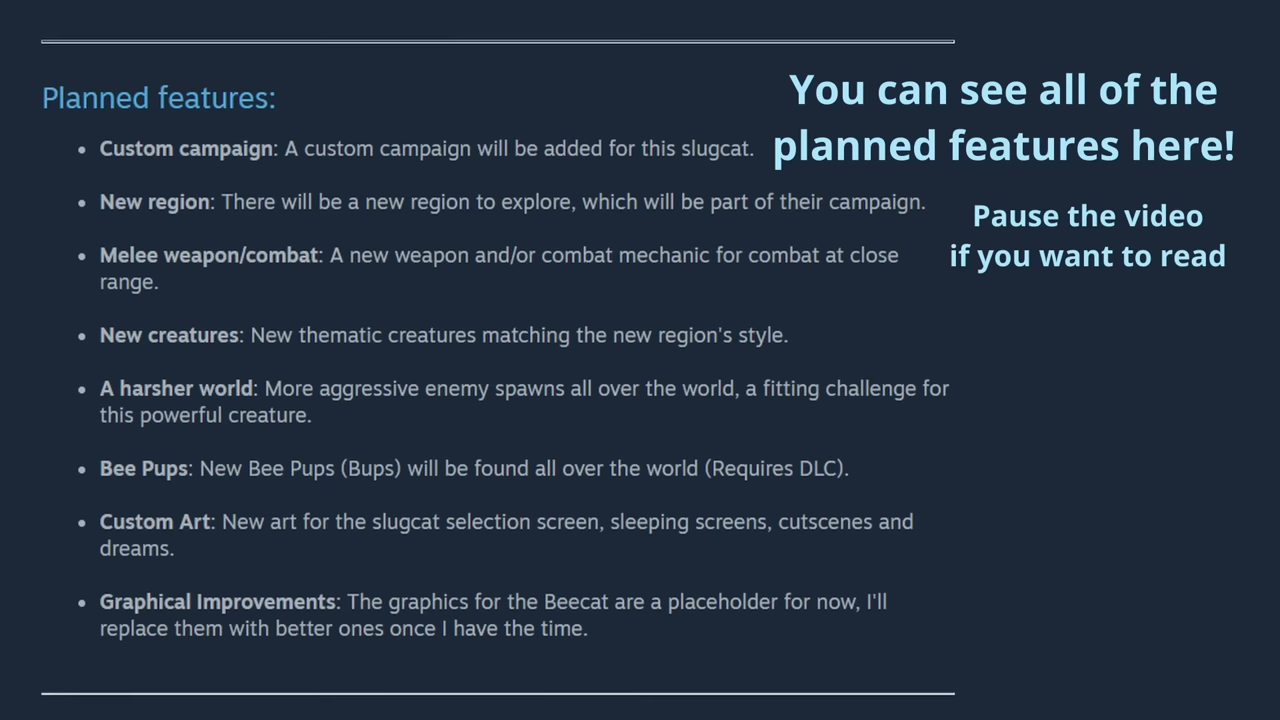 Planned features:
You can see all of the
planned features here!
Pause the video
if you want to read
• Custom campaign: A custom campaign will be added for this slugcat.
• New region: There will be a new region to explore, which will be part of their campaign.
• Melee weapon/combat: A new weapon and/or combat mechanic for combat at close
range.
• New creatures: New thematic creatures matching the new region's style.
• A harsher world: More aggressive enemy spawns all over the world, a fitting challenge for
this powerful creature.
• Bee Pups: New Bee Pups (Bups) will be found all over the world (Requires DLC).
• Custom Art: New art for the slugcat selection screen, sleeping screens, cutscenes and
dreams.
• Graphical Improvements: The graphics for the Beecat are a placeholder for now, I'll
replace them with better ones once I have the time.